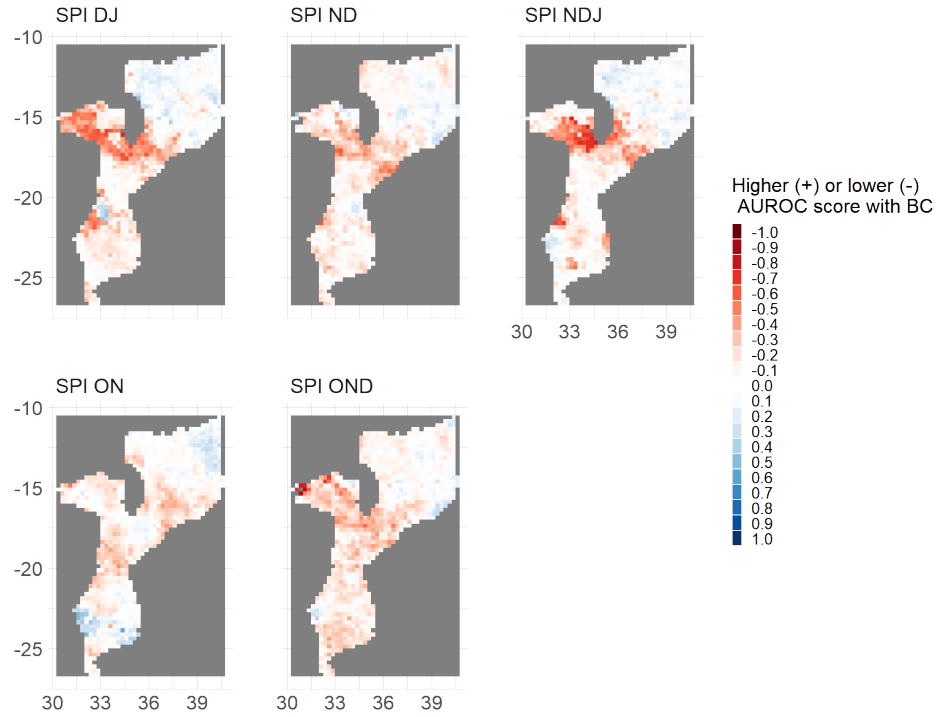 SPI DJ
SPI ND
SPI NDJ
-10
-15
-20
-25
30 33 36 39
Higher (+) or lower (-)
AUROC score with BC
-1.0
-0.9
-0.8
-0.7
-0.6
-0.5
-0.4
-0.3
-0.2
-0.1
0.0
0.1
0.2
0.3
0.4
0.5
0.6
0.7
0.8
0.9
1.0
SPI ON
SPI OND
-10
-15
-20
-25
30 33 36 39
30 33 36 39